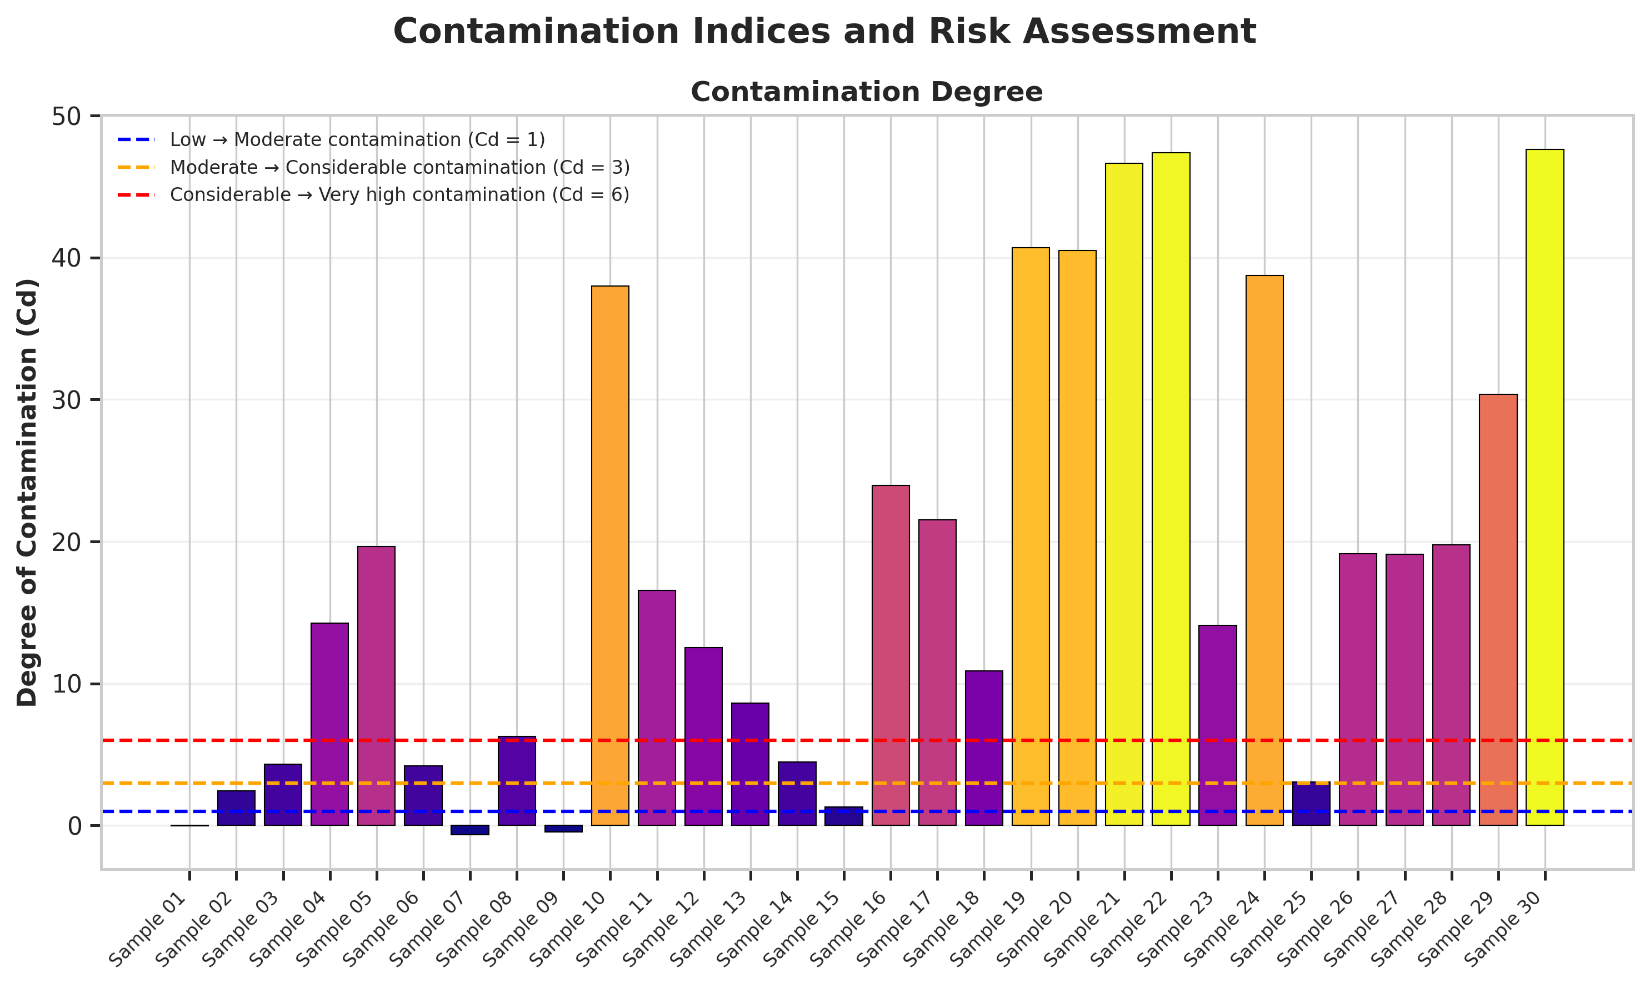 Contamination Indices and Risk Assessment
Contamination Degree
Degree of Contamination (Cd)
50
40
30
20
10
0
Low → Moderate contamination (Cd = 1)
Moderate → Considerable contamination (Cd = 3)
Considerable → Very high contamination (Cd = 6)
Sample 01
Sample 02
Sample 03
Sample 04
Sample 05
Sample 06
Sample 07
Sample 08
Sample 09
Sample 10
Sample 11
Sample 12
Sample 13
Sample 14
Sample 15
Sample 16
Sample 17
Sample 18
Sample 19
Sample 20
Sample 21
Sample 22
Sample 23
Sample 24
Sample 25
Sample 26
Sample 27
Sample 28
Sample 29
Sample 30